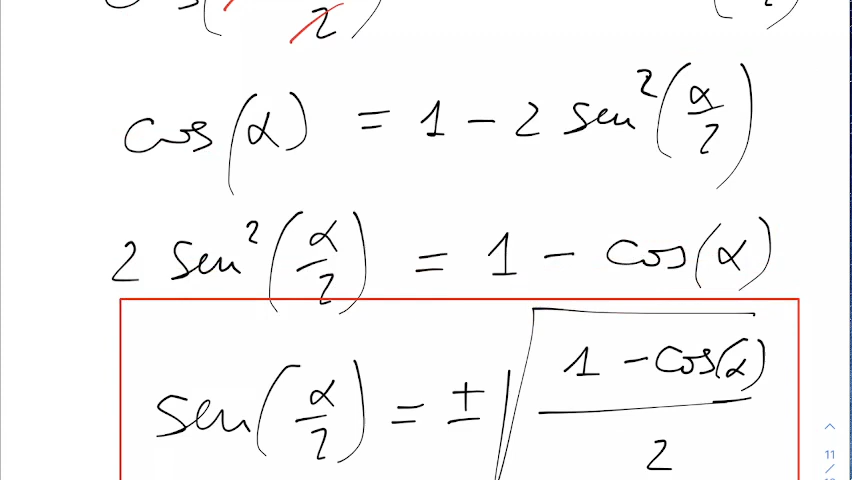 cos(α) = 1 - 2 sen²(α/2)
2 sen²(α/2) = 1 - cos(α)
sen(α/2) = ±√((1 - cos(α))/2)
11